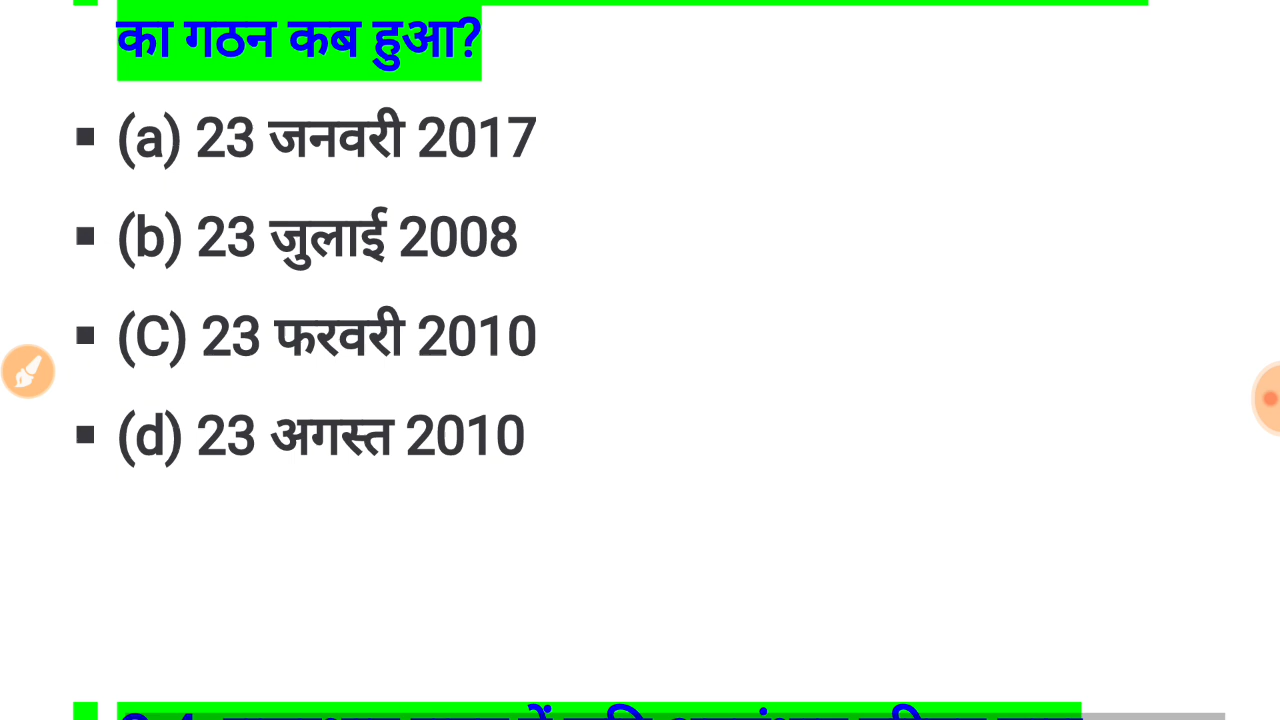 का गठन कब हुआ?
▪ (a) 23 जनवरी 2017
▪ (b) 23 जुलाई 2008
▪ (C) 23 फरवरी 2010
▪ (d) 23 अगस्त 2010